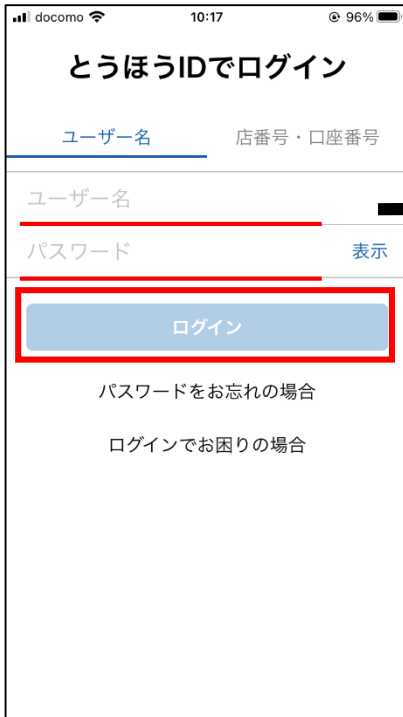 docomo 10:17 96%
とうほうIDでログイン
ユーザー名 店番号・口座番号
ユーザー名
パスワード 表示
ログイン
パスワードをお忘れの場合
ログインでお困りの場合